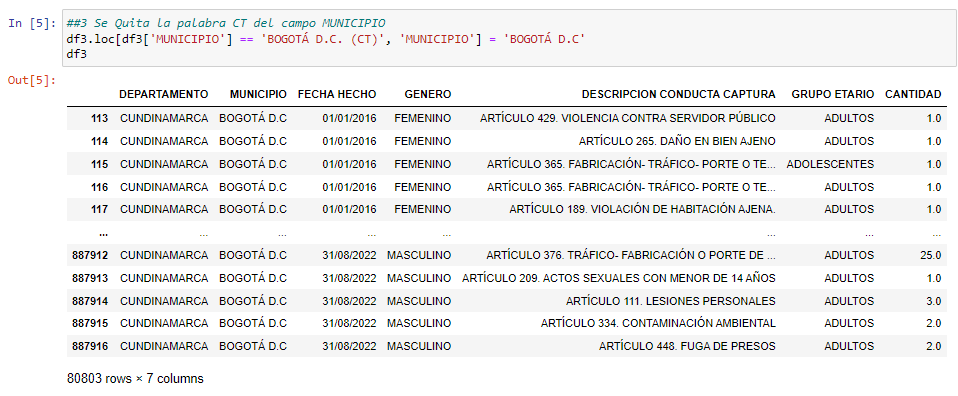 In [5]: ##3 Se Quita la palabra CT del campo MUNICIPIO
df3.loc[df3['MUNICIPIO'] == 'BOGOTÁ D.C. (CT)', 'MUNICIPIO'] = 'BOGOTÁ D.C'
df3
Out[5]:
DEPARTAMENTO MUNICIPIO FECHA HECHO GENERO DESCRIPCION CONDUCTA CAPTURA GRUPO ETARIO CANTIDAD
113 CUNDINAMARCA BOGOTÁ D.C 01/01/2016 FEMENINO ARTÍCULO 429. VIOLENCIA CONTRA SERVIDOR PÚBLICO ADULTOS 1.0
114 CUNDINAMARCA BOGOTÁ D.C 01/01/2016 FEMENINO ARTÍCULO 265. DAÑO EN BIEN AJENO ADULTOS 1.0
115 CUNDINAMARCA BOGOTÁ D.C 01/01/2016 FEMENINO ARTÍCULO 365. FABRICACIÓN- TRÁFICO- PORTE O TE... ADOLESCENTES 1.0
116 CUNDINAMARCA BOGOTÁ D.C 01/01/2016 FEMENINO ARTÍCULO 365. FABRICACIÓN- TRÁFICO- PORTE O TE... ADULTOS 1.0
117 CUNDINAMARCA BOGOTÁ D.C 01/01/2016 FEMENINO ARTÍCULO 189. VIOLACIÓN DE HABITACIÓN AJENA. ADULTOS 1.0
... ... ... ... ... ... ... ...
887912 CUNDINAMARCA BOGOTÁ D.C 31/08/2022 MASCULINO ARTÍCULO 376. TRÁFICO- FABRICACIÓN O PORTE DE ... ADULTOS 25.0
887913 CUNDINAMARCA BOGOTÁ D.C 31/08/2022 MASCULINO ARTÍCULO 209. ACTOS SEXUALES CON MENOR DE 14 AÑOS ADULTOS 1.0
887914 CUNDINAMARCA BOGOTÁ D.C 31/08/2022 MASCULINO ARTÍCULO 111. LESIONES PERSONALES ADULTOS 3.0
887915 CUNDINAMARCA BOGOTÁ D.C 31/08/2022 MASCULINO ARTÍCULO 334. CONTAMINACIÓN AMBIENTAL ADULTOS 2.0
887916 CUNDINAMARCA BOGOTÁ D.C 31/08/2022 MASCULINO ARTÍCULO 448. FUGA DE PRESOS ADULTOS 2.0
80803 rows × 7 columns